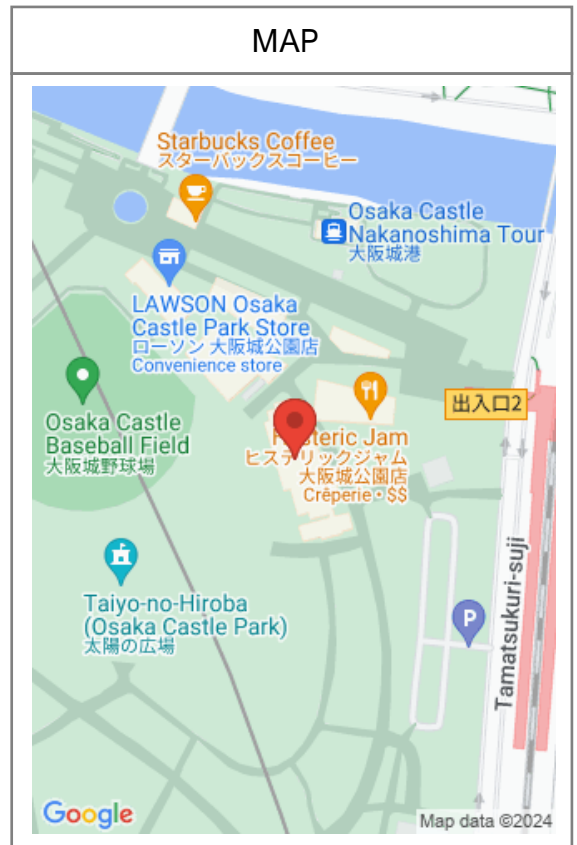 MAP
Starbucks Coffee
スターバックスコーヒー
Osaka Castle
Nakanoshima Tour
大阪城港
LAWSON Osaka
Castle Park Store
ローソン 大阪城公園店
Convenience store
出入口2
Osaka Castle
Baseball Field
大阪城野球場
teric Jam
ヒステリックジャム
大阪城公園店
Crêperie • $$
Taiyo-no-Hiroba
(Osaka Castle Park)
太陽の広場
P
Tamatsukuri-suji
Google
Map data ©2024